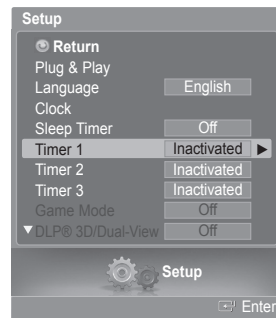 Setup
Return
Plug & Play
Language English
Clock
Sleep Timer Off
Timer 1 Inactivated ►
Timer 2 Inactivated
Timer 3 Inactivated
Game Mode Off
▼DLP® 3D/Dual-View Off
Setup
Enter